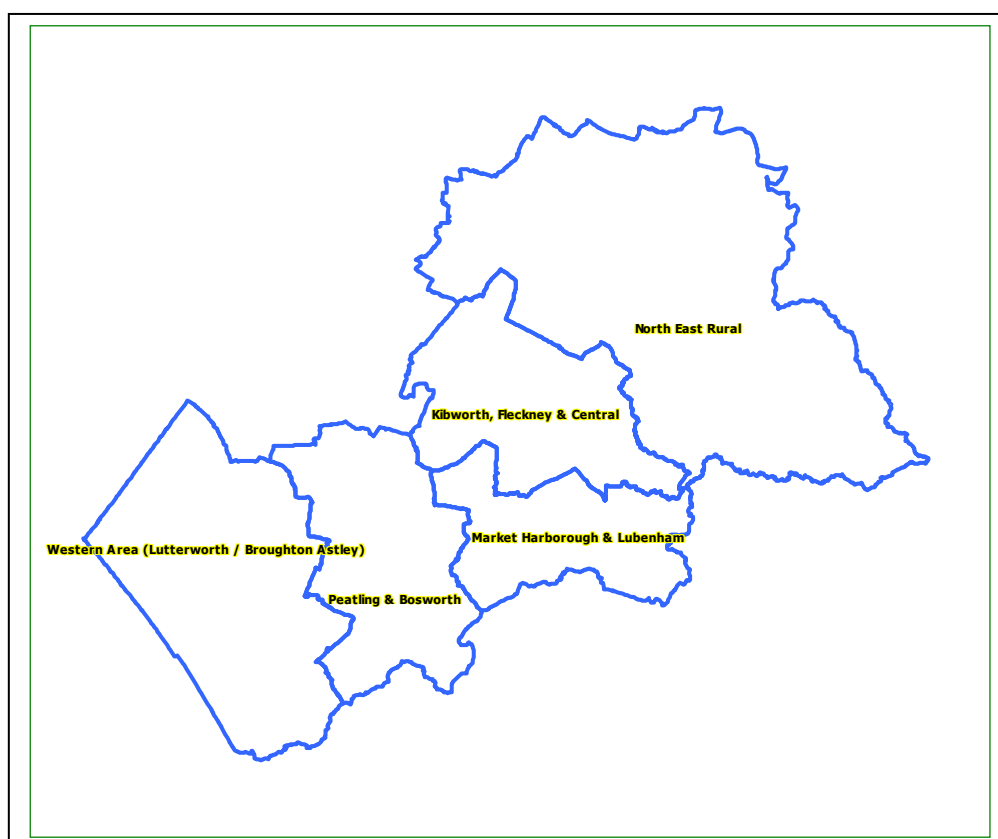 North East Rural
Kibworth, Fleckney & Central
Market Harborough & Lubenham
Western Area (Lutterworth / Broughton Astley)
Peatling & Bosworth